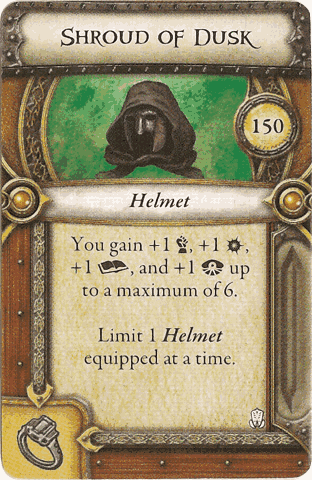 Shroud of Dusk
150
Helmet
You gain +1 , +1 ,
+1 , and +1 up
to a maximum of 6.
Limit 1 Helmet
equipped at a time.